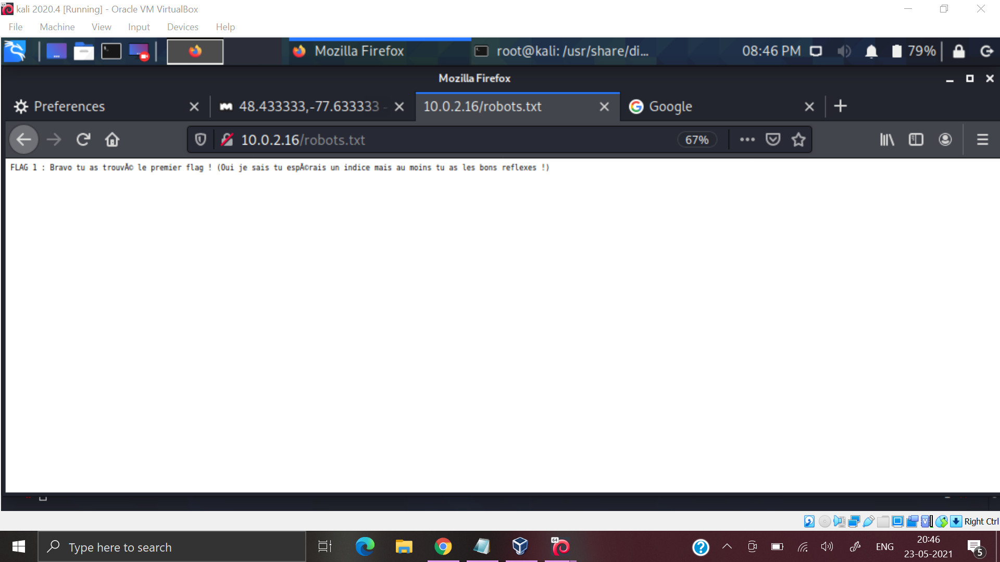 kali 2020.4 [Running] - Oracle VM VirtualBox
File Machine View Input Devices Help
Mozilla Firefox root@kali: /usr/share/di... 08:46 PM 79%
Mozilla Firefox
Preferences 48.433333,-77.633333 - 10.0.2.16/robots.txt Google
10.0.2.16/robots.txt 67%
FLAG 1 : Bravo tu as trouvÃ© le premier flag ! (Oui je sais tu espÃ©rais un indice mais au moins tu as les bons reflexes !)
Right Ctrl
Type here to search 64 ENG 20:46
23-05-2021 5